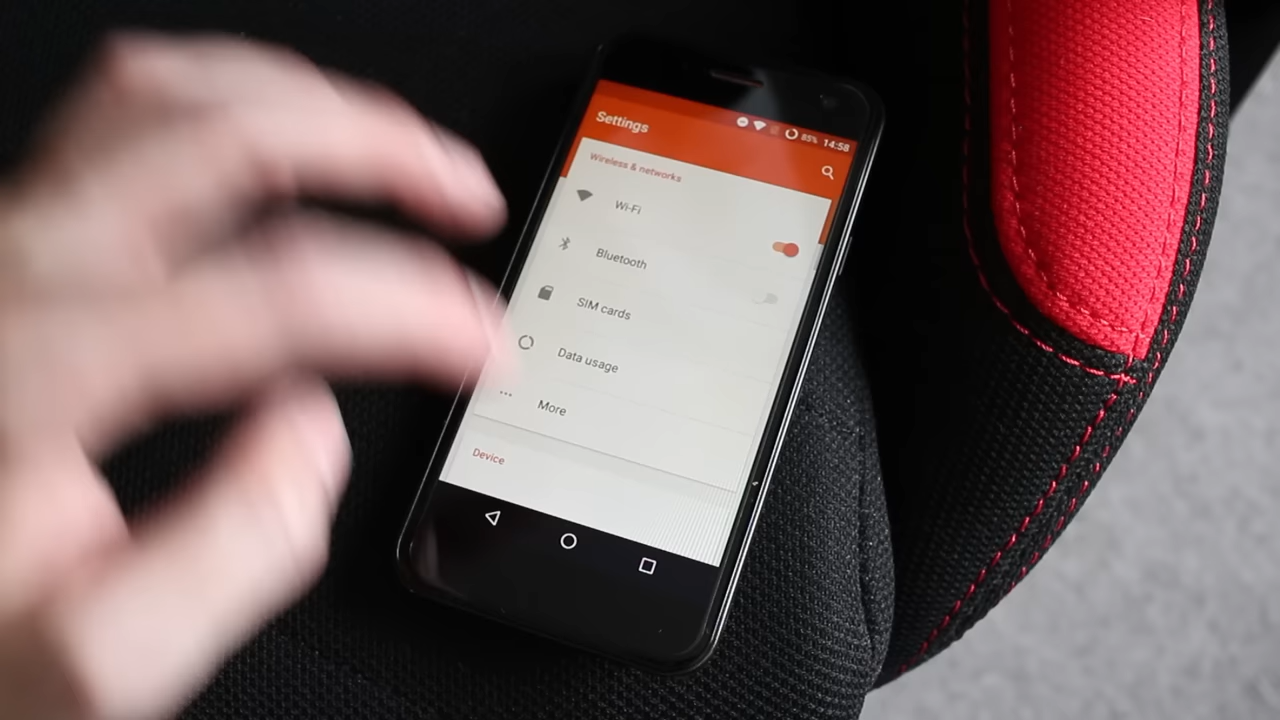 85% 14:58
Settings
Wireless & networks
Wi-Fi
Bluetooth
SIM cards
Data usage
More
Device